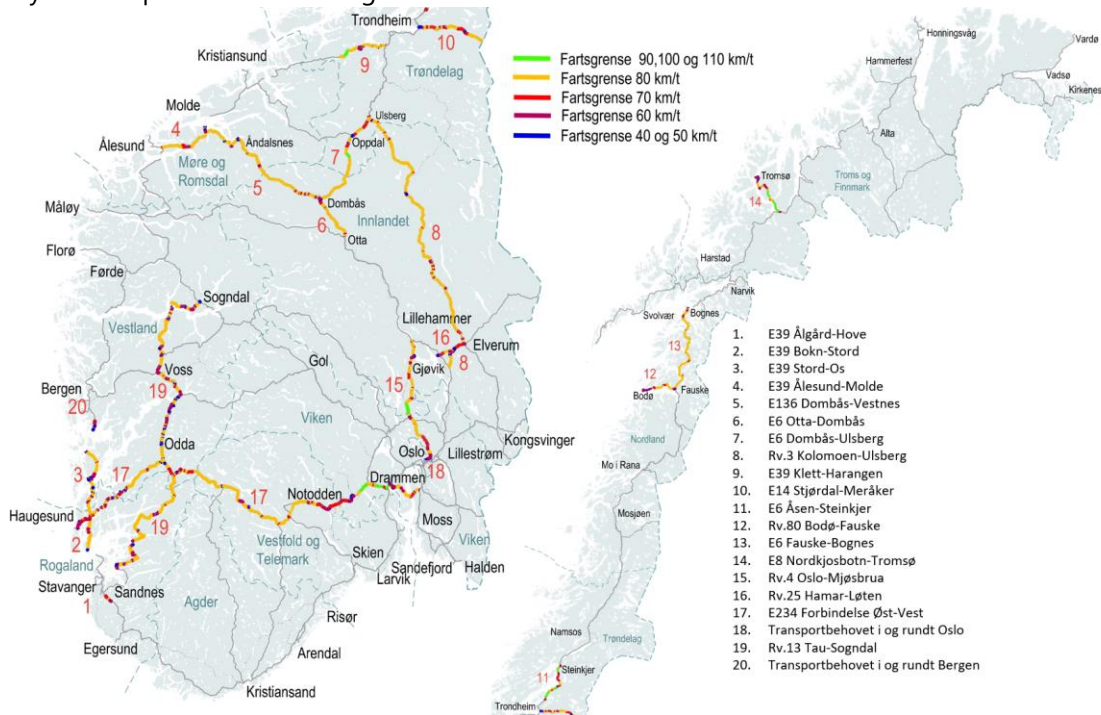 Trondheim
10
Kristiansund
9
Trøndelag
Fartsgrense 90,100 og 110 km/t
Fartsgrense 80 km/t
Fartsgrense 70 km/t
Fartsgrense 60 km/t
Fartsgrense 40 og 50 km/t
Molde
4
Ulsberg
Ålesund
Åndalsnes
Oppdal
7
Møre og
Romsdal
5
Dombås
Måløy
6
Innlandet
Otta
8
Florø
Førde
Sogndal
Vestland
Lillehammer
16
Elverum
Voss
Gol
Gjøvik
8
Bergen
19
15
20
Viken
Kongsvinger
Odda
Oslo
Lillestrøm
3
17
Drammen
18
Notodden
17
Moss
Haugesund
19
2
Vestfold og
Telemark
Viken
Rogaland
Skien
Halden
Stavanger
Sandnes
Sandefjord
Larvik
1
Agder
Risør
Egersund
Arendal
Kristiansand
Honningsvåg
Vardø
Hammerfest
Vadsø
Kirkenes
Alta
Tromsø
Troms og
Finnmark
14
Harstad
Narvik
Svolvær
Bognes
13
12
Bodø
Fauske
Nordland
Mo i Rana
Mosjøen
Namsos
Trøndelag
Steinkjer
11
Trondheim
1. E39 Ålgård-Hove
2. E39 Bokn-Stord
3. E39 Stord-Os
4. E39 Ålesund-Molde
5. E136 Dombås-Vestnes
6. E6 Otta-Dombås
7. E6 Dombås-Ulsberg
8. Rv.3 Kolomoen-Ulsberg
9. E39 Klett-Harangen
10. E14 Stjørdal-Meråker
11. E6 Åsen-Steinkjer
12. Rv.80 Bodø-Fauske
13. E6 Fauske-Bognes
14. E8 Nordkjosbotn-Tromsø
15. Rv.4 Oslo-Mjøsbrua
16. Rv.25 Hamar-Løten
17. E234 Forbindelse Øst-Vest
18. Transportbehovet i og rundt Oslo
19. Rv.13 Tau-Sogndal
20. Transportbehovet i og rundt Bergen